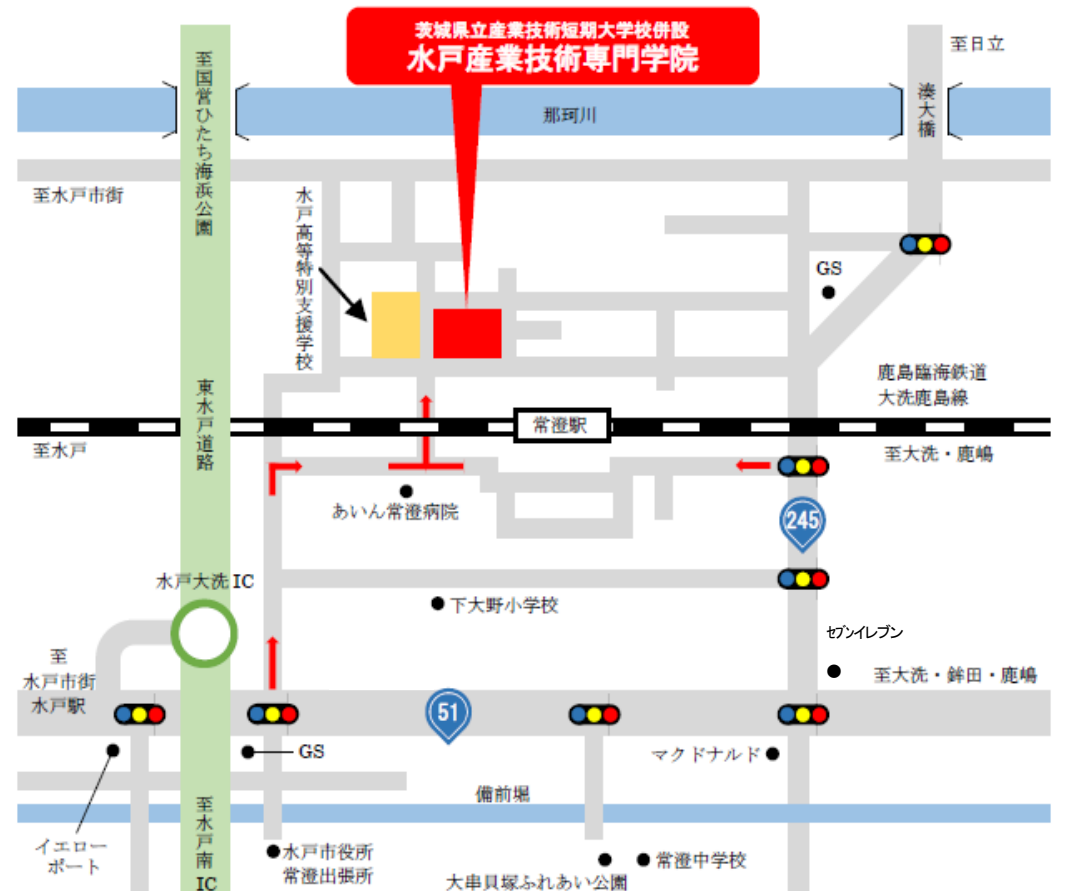 茨城県立産業技術短期大学校併設
水戸産業技術専門学院
至日立
至国営ひたち海浜公園
那珂川
湊大橋
至水戸市街
水戸高等特別支援学校
GS
東水戸道路
鹿島臨海鉄道
大洗鹿島線
常澄駅
至水戸
至大洗・鹿嶋
あいん常澄病院
245
水戸大洗IC
下大野小学校
セブンイレブン
至
水戸市街
水戸駅
至大洗・鉾田・鹿嶋
51
GS
マクドナルド
備前堀
至水戸南IC
イエロー
ポート
水戸市役所
常澄出張所
常澄中学校
大串貝塚ふれあい公園